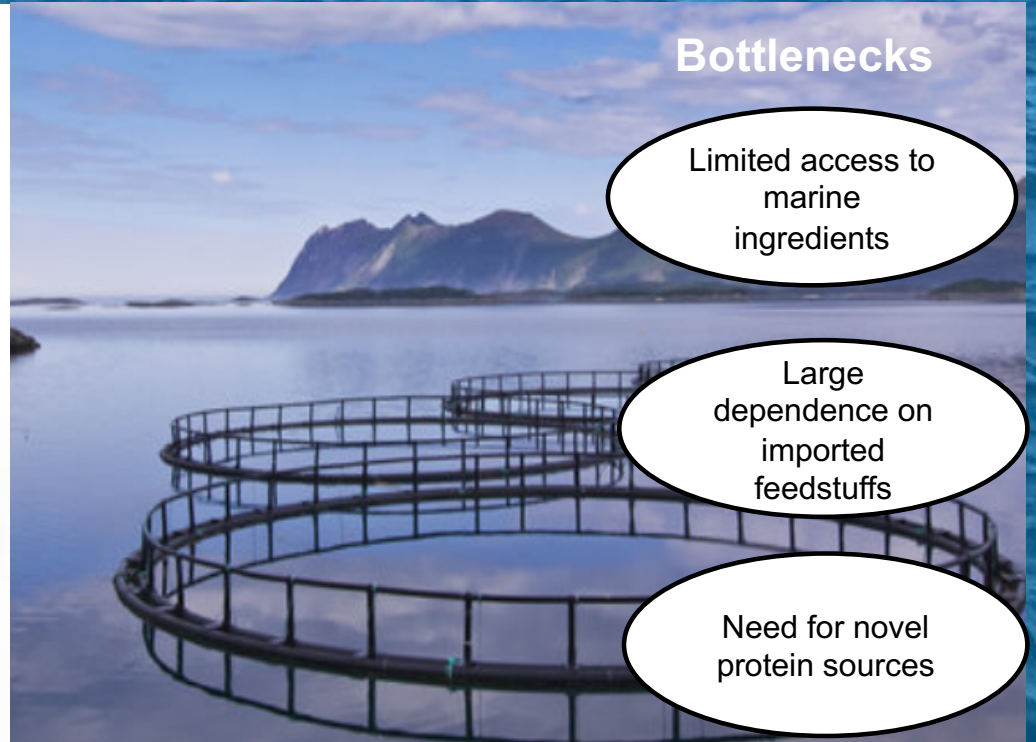 Bottlenecks
Limited access to
marine
ingredients
Large
dependence on
imported
feedstuffs
Need for novel
protein sources